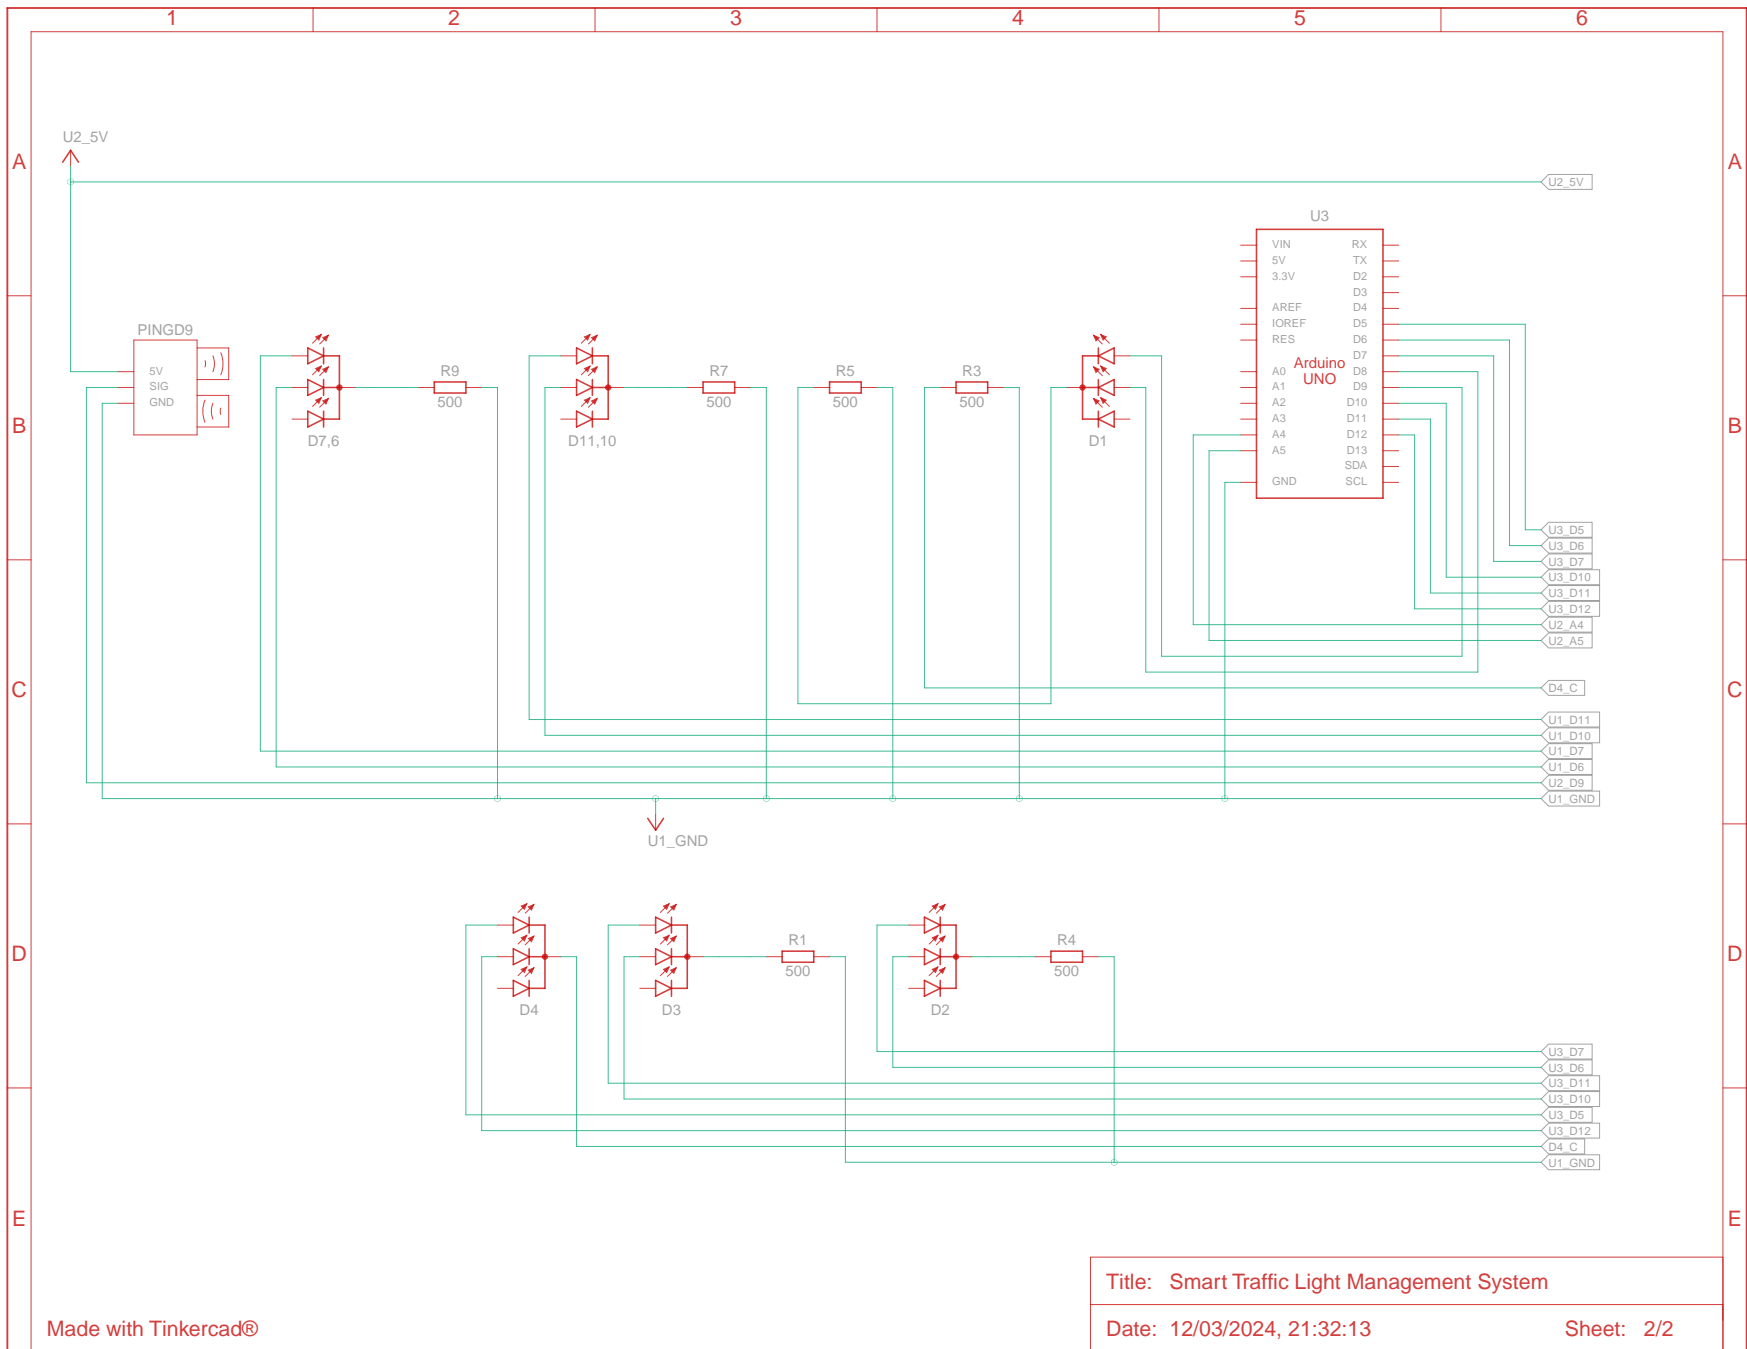 1 2 3 4 5 6
U2_5V
A A
U2_5V
U3
VIN RX
5V TX
3.3V D2
D3
AREF D4
IOREF D5
RES D6
D7
Arduino
UNO
A0 D8
A1 D9
A2 D10
A3 D11
A4 D12
A5 D13
SDA
GND SCL
PINGD9
5V
SIG
GND
R9
500
D7,6
R7
500
D11,10
R5
500
R3
500
D1
B B
U3_D5
U3_D6
U3_D7
U3_D10
U3_D11
U3_D12
U2_A4
U2_A5
C C
D4_C
U1_D11
U1_D10
U1_D7
U1_D6
U2_D9
U1_GND
U1_GND
D D
D4
D3
R1
500
D2
R4
500
U3_D7
U3_D6
U3_D11
U3_D10
U3_D5
U3_D12
D4_C
U1_GND
E E
Title: Smart Traffic Light Management System
Made with Tinkercad®
Date: 12/03/2024, 21:32:13 Sheet: 2/2